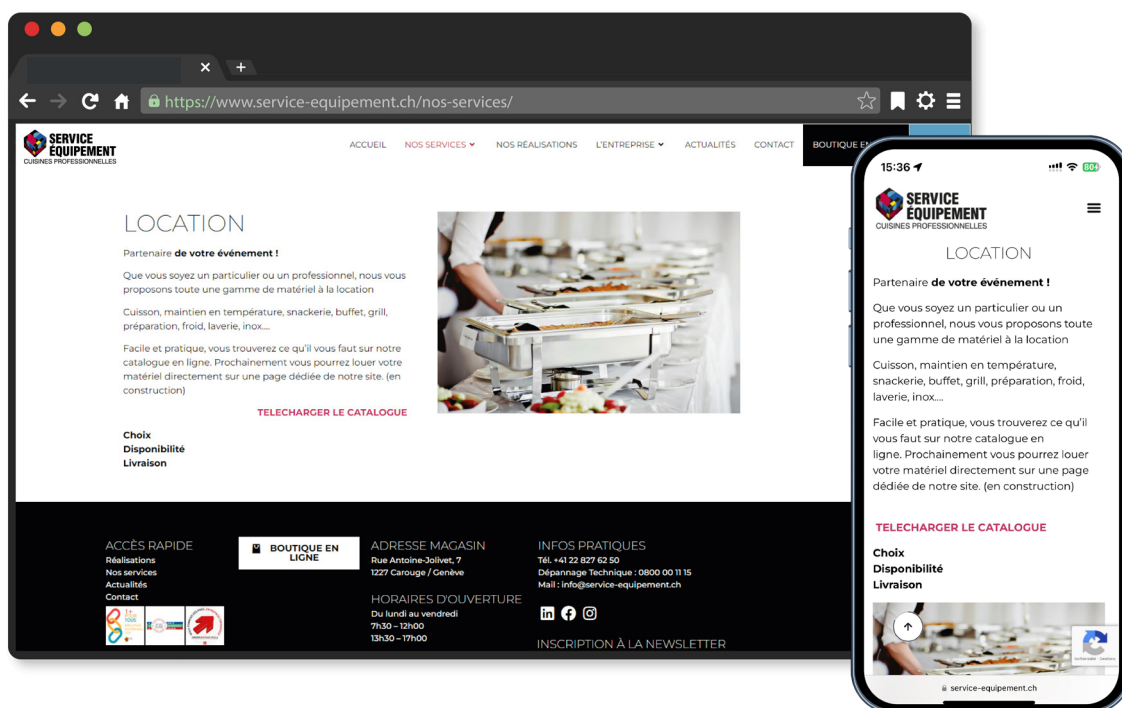 https://www.service-equipement.ch/nos-services/
SERVICE
ÉQUIPEMENT
CUISINES PROFESSIONNELLES
ACCUEIL
NOS SERVICES
NOS RÉALISATIONS
L'ENTREPRISE
ACTUALITÉS
CONTACT
BOUTIQUE EN
LOCATION
Partenaire de votre événement !
Que vous soyez un particulier ou un professionnel, nous vous
proposons toute une gamme de matériel à la location
Cuisson, maintien en température, snackerie, buffet, grill,
préparation, froid, laverie, inox....
Facile et pratique, vous trouverez ce qu'il vous faut sur notre
catalogue en ligne. Prochainement vous pourrez louer votre
matériel directement sur une page dédiée de notre site. (en
construction)
TELECHARGER LE CATALOGUE
Choix
Disponibilité
Livraison
ACCÈS RAPIDE
Réalisations
Nos services
Actualités
Contact
BOUTIQUE EN
LIGNE
ADRESSE MAGASIN
Rue Antoine-Jolivet, 7
1227 Carouge / Genève
HORAIRES D'OUVERTURE
Du lundi au vendredi
7h30 – 12h00
13h30 – 17h00
INFOS PRATIQUES
Tél. +41 22 827 62 50
Dépannage Technique : 0800 00 11 15
Mail : info@service-equipement.ch
INSCRIPTION À LA NEWSLETTER
15:36
80
SERVICE
ÉQUIPEMENT
CUISINES PROFESSIONNELLES
LOCATION
Partenaire de votre événement !
Que vous soyez un particulier ou un
professionnel, nous vous proposons toute
une gamme de matériel à la location
Cuisson, maintien en température,
snackerie, buffet, grill, préparation, froid,
laverie, inox....
Facile et pratique, vous trouverez ce qu'il
vous faut sur notre catalogue en
ligne. Prochainement vous pourrez louer
votre matériel directement sur une page
dédiée de notre site. (en construction)
TELECHARGER LE CATALOGUE
Choix
Disponibilité
Livraison
service-equipement.ch